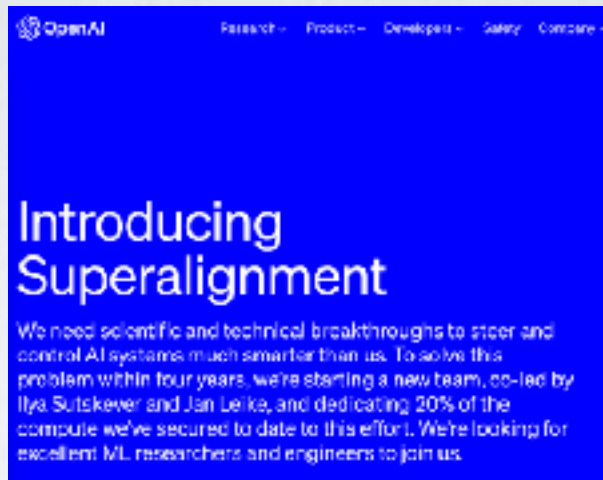 OpenAI Research Product Developers Safety Company
Introducing
Superalignment
We need scientific and technical breakthroughs to steer and
control AI systems much smarter than us. To solve this
problem within four years, we're starting a new team, co-led by
Ilya Sutskever and Jan Leike, and dedicating 20% of the
compute we've secured to date to this effort. We're looking for
excellent ML researchers and engineers to join us.